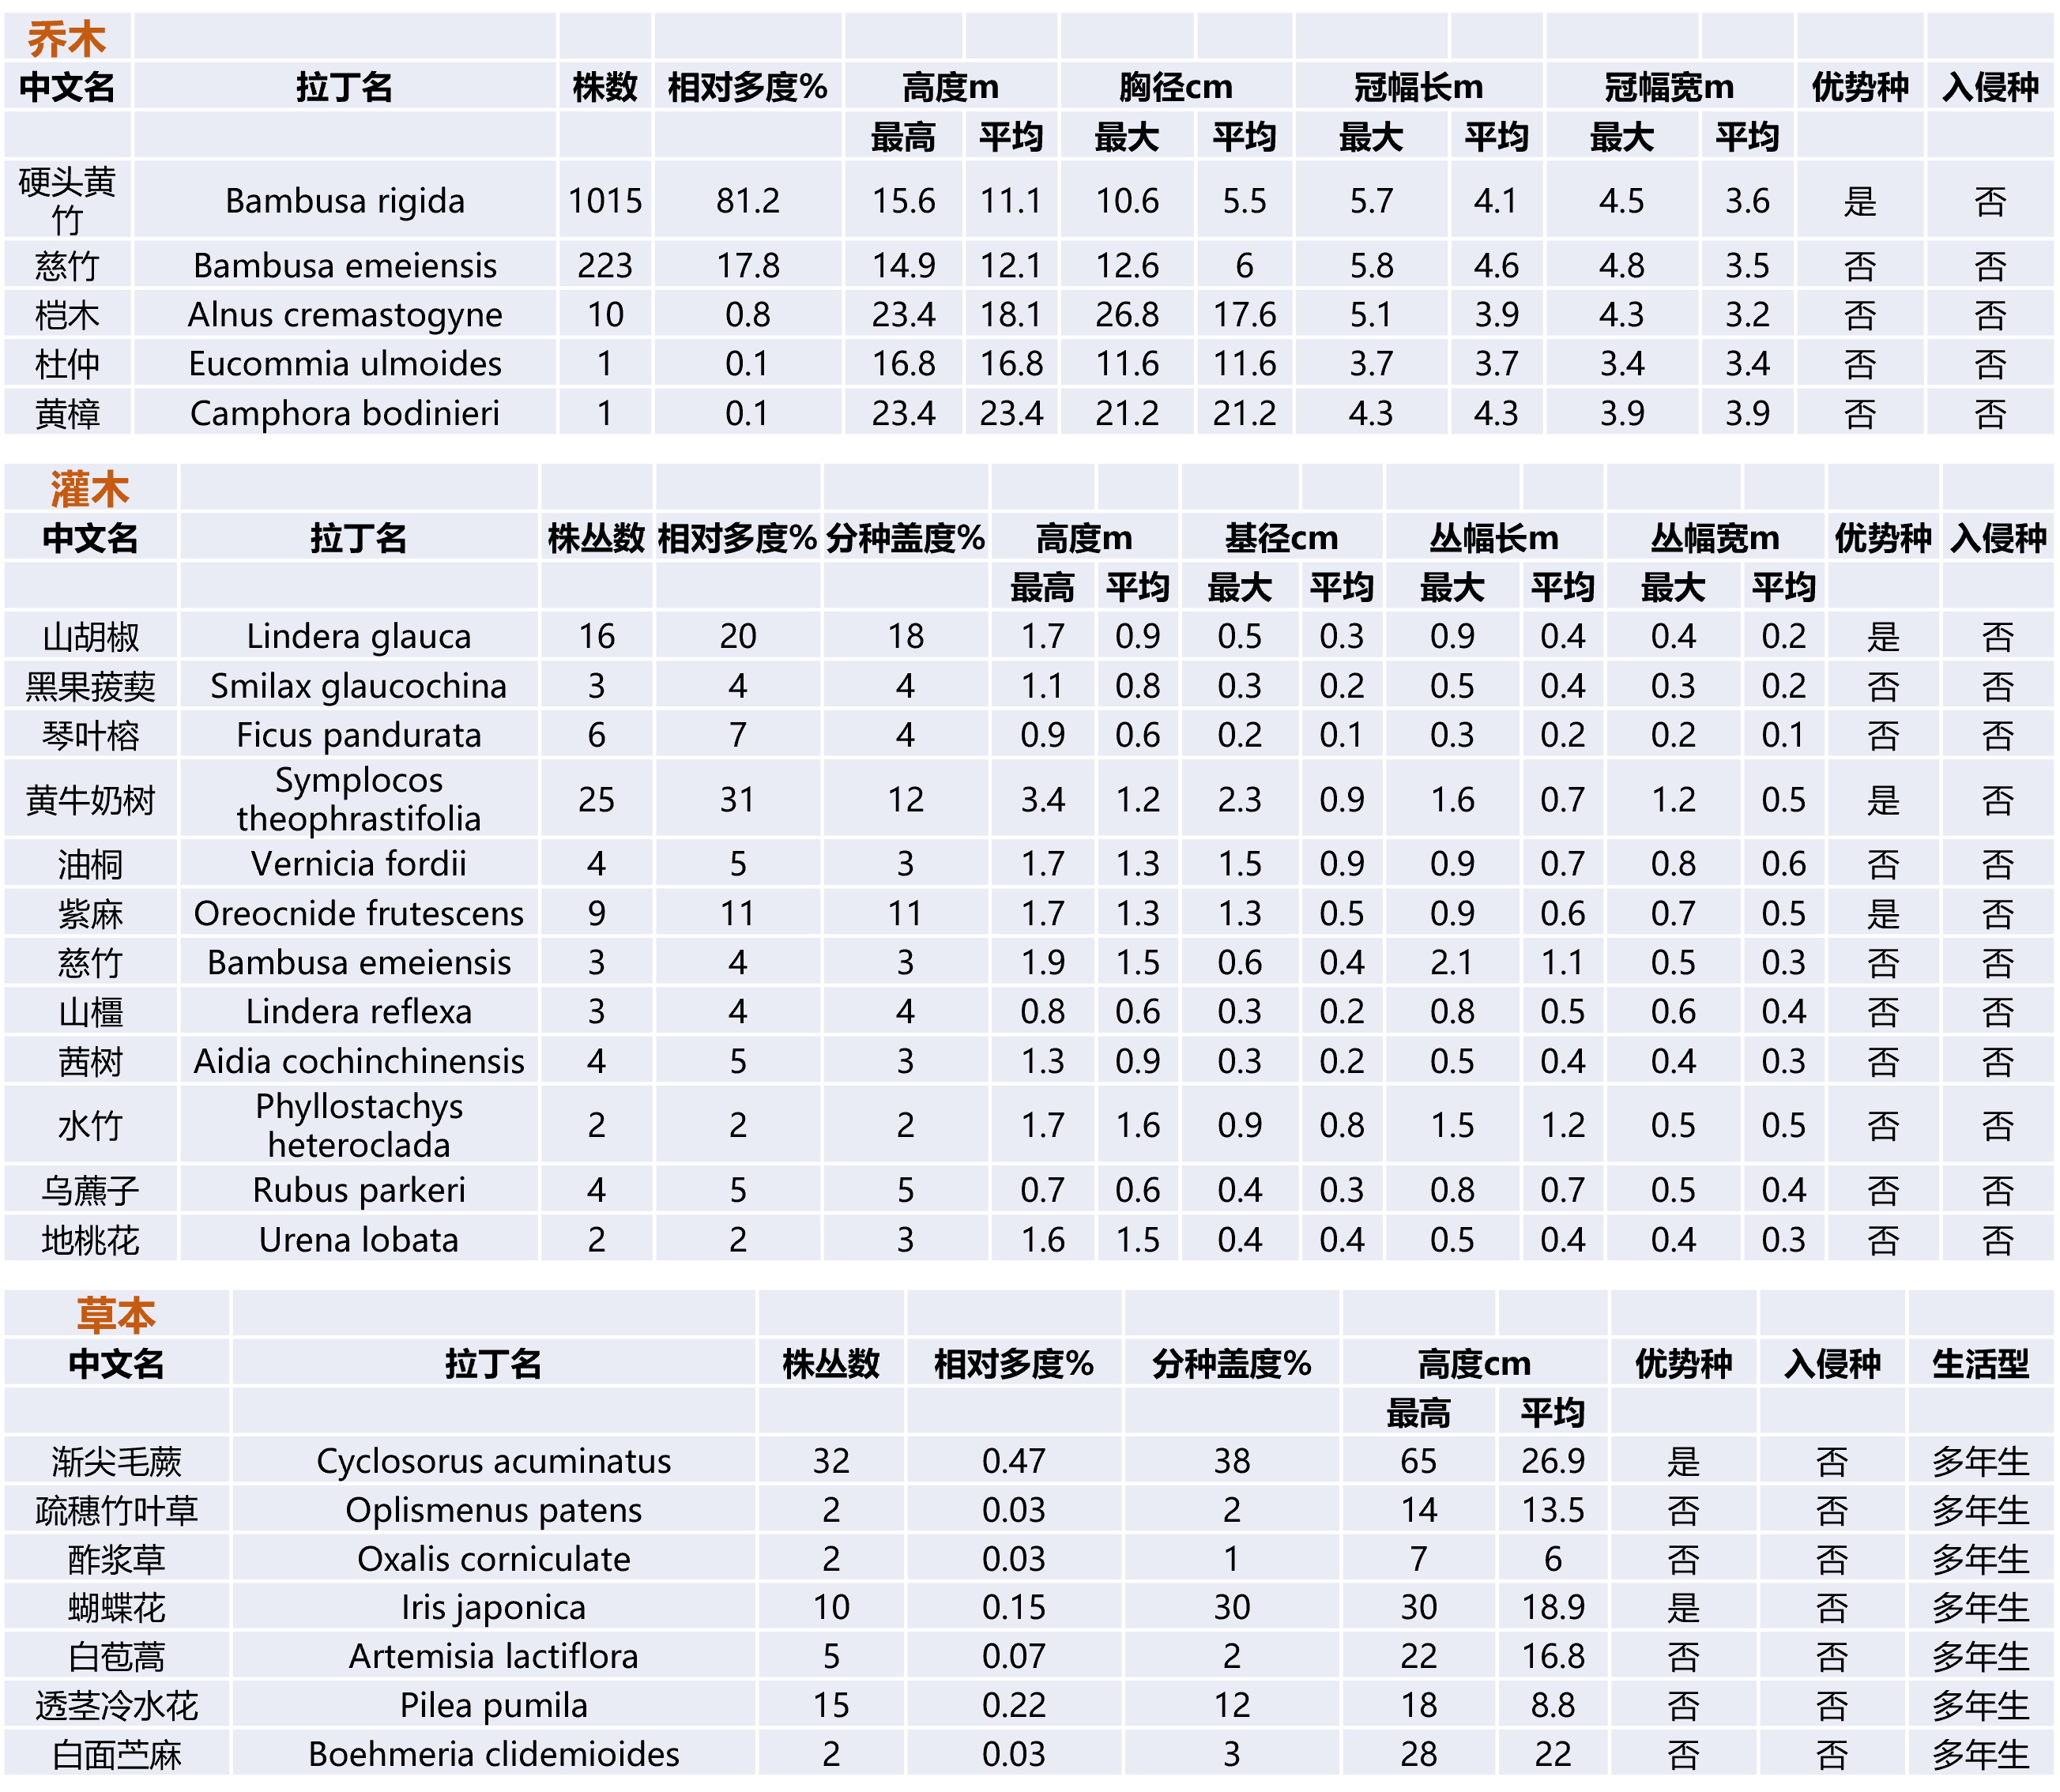 乔木
中文名 拉丁名 株数 相对多度% 高度m 胸径cm 冠幅长m 冠幅宽m 优势种 入侵种
最高 平均 最大 平均 最大 平均 最大 平均
硬头黄
竹 Bambusa rigida 1015 81.2 15.6 11.1 10.6 5.5 5.7 4.1 4.5 3.6 是 否
慈竹 Bambusa emeiensis 223 17.8 14.9 12.1 12.6 6 5.8 4.6 4.8 3.5 否 否
桤木 Alnus cremastogyne 10 0.8 23.4 18.1 26.8 17.6 5.1 3.9 4.3 3.2 否 否
杜仲 Eucommia ulmoides 1 0.1 16.8 16.8 11.6 11.6 3.7 3.7 3.4 3.4 否 否
黄樟 Camphora bodinieri 1 0.1 23.4 23.4 21.2 21.2 4.3 4.3 3.9 3.9 否 否
灌木
中文名 拉丁名 株丛数 相对多度% 分种盖度% 高度m 基径cm 丛幅长m 丛幅宽m 优势种 入侵种
最高 平均 最大 平均 最大 平均 最大 平均
山胡椒 Lindera glauca 16 20 18 1.7 0.9 0.5 0.3 0.9 0.4 0.4 0.2 是 否
黑果菝葜 Smilax glaucochina 3 4 4 1.1 0.8 0.3 0.2 0.5 0.4 0.3 0.2 否 否
琴叶榕 Ficus pandurata 6 7 4 0.9 0.6 0.2 0.1 0.3 0.2 0.2 0.1 否 否
黄牛奶树 Symplocos
theophrastifolia 25 31 12 3.4 1.2 2.3 0.9 1.6 0.7 1.2 0.5 是 否
油桐 Vernicia fordii 4 5 3 1.7 1.3 1.5 0.9 0.9 0.7 0.8 0.6 否 否
紫麻 Oreocnide frutescens 9 11 11 1.7 1.3 1.3 0.5 0.9 0.6 0.7 0.5 是 否
慈竹 Bambusa emeiensis 3 4 3 1.9 1.5 0.6 0.4 2.1 1.1 0.5 0.3 否 否
山橿 Lindera reflexa 3 4 4 0.8 0.6 0.3 0.2 0.8 0.5 0.6 0.4 否 否
茜树 Aidia cochinchinensis 4 5 3 1.3 0.9 0.3 0.2 0.5 0.4 0.4 0.3 否 否
水竹 Phyllostachys
heteroclada 2 2 2 1.7 1.6 0.9 0.8 1.5 1.2 0.5 0.5 否 否
乌藨子 Rubus parkeri 4 5 5 0.7 0.6 0.4 0.3 0.8 0.7 0.5 0.4 否 否
地桃花 Urena lobata 2 2 3 1.6 1.5 0.4 0.4 0.5 0.4 0.4 0.3 否 否
草本
中文名 拉丁名 株丛数 相对多度% 分种盖度% 高度cm 优势种 入侵种 生活型
最高 平均
渐尖毛蕨 Cyclosorus acuminatus 32 0.47 38 65 26.9 是 否 多年生
疏穗竹叶草 Oplismenus patens 2 0.03 2 14 13.5 否 否 多年生
酢浆草 Oxalis corniculate 2 0.03 1 7 6 否 否 多年生
蝴蝶花 Iris japonica 10 0.15 30 30 18.9 是 否 多年生
白苞蒿 Artemisia lactiflora 5 0.07 2 22 16.8 否 否 多年生
透茎冷水花 Pilea pumila 15 0.22 12 18 8.8 否 否 多年生
白面苎麻 Boehmeria clidemioides 2 0.03 3 28 22 否 否 多年生